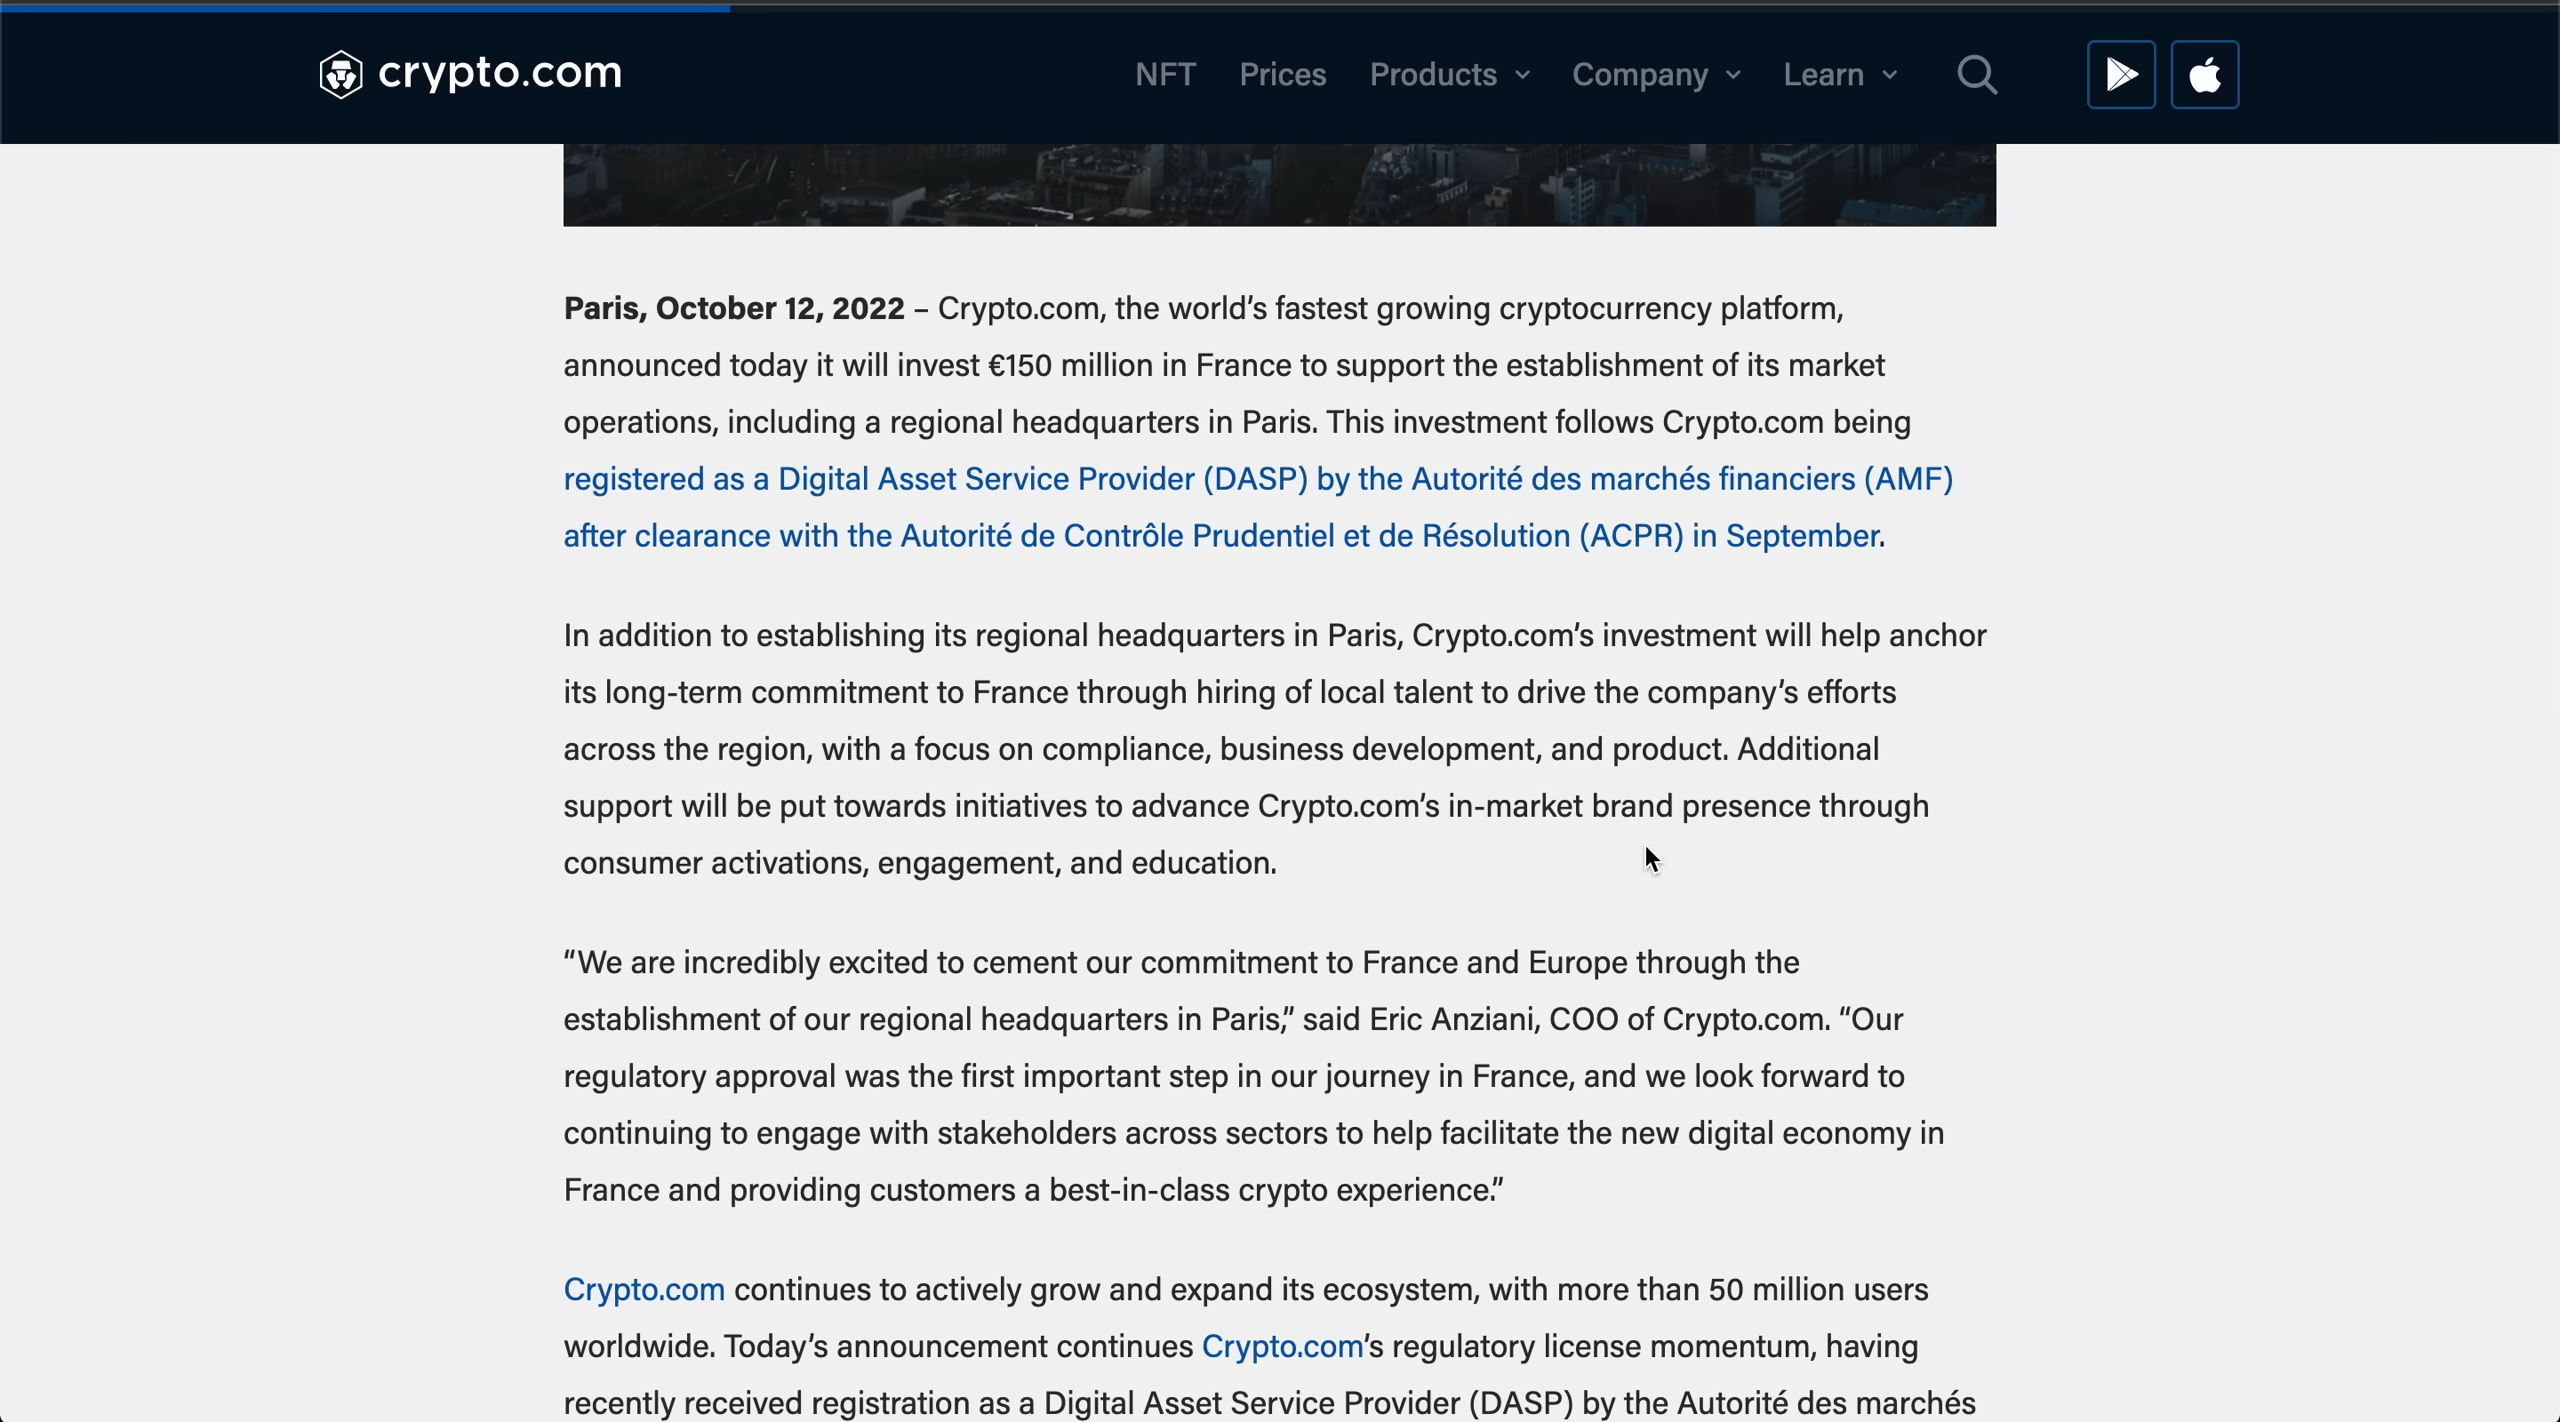 crypto.com
NFT Prices Products Company Learn
Paris, October 12, 2022 – Crypto.com, the world’s fastest growing cryptocurrency platform,
announced today it will invest €150 million in France to support the establishment of its market
operations, including a regional headquarters in Paris. This investment follows Crypto.com being
registered as a Digital Asset Service Provider (DASP) by the Autorité des marchés financiers (AMF)
after clearance with the Autorité de Contrôle Prudentiel et de Résolution (ACPR) in September.
In addition to establishing its regional headquarters in Paris, Crypto.com’s investment will help anchor
its long-term commitment to France through hiring of local talent to drive the company’s efforts
across the region, with a focus on compliance, business development, and product. Additional
support will be put towards initiatives to advance Crypto.com’s in-market brand presence through
consumer activations, engagement, and education.
“We are incredibly excited to cement our commitment to France and Europe through the
establishment of our regional headquarters in Paris,” said Eric Anziani, COO of Crypto.com. “Our
regulatory approval was the first important step in our journey in France, and we look forward to
continuing to engage with stakeholders across sectors to help facilitate the new digital economy in
France and providing customers a best-in-class crypto experience.”
Crypto.com continues to actively grow and expand its ecosystem, with more than 50 million users
worldwide. Today’s announcement continues Crypto.com’s regulatory license momentum, having
recently received registration as a Digital Asset Service Provider (DASP) by the Autorité des marchés